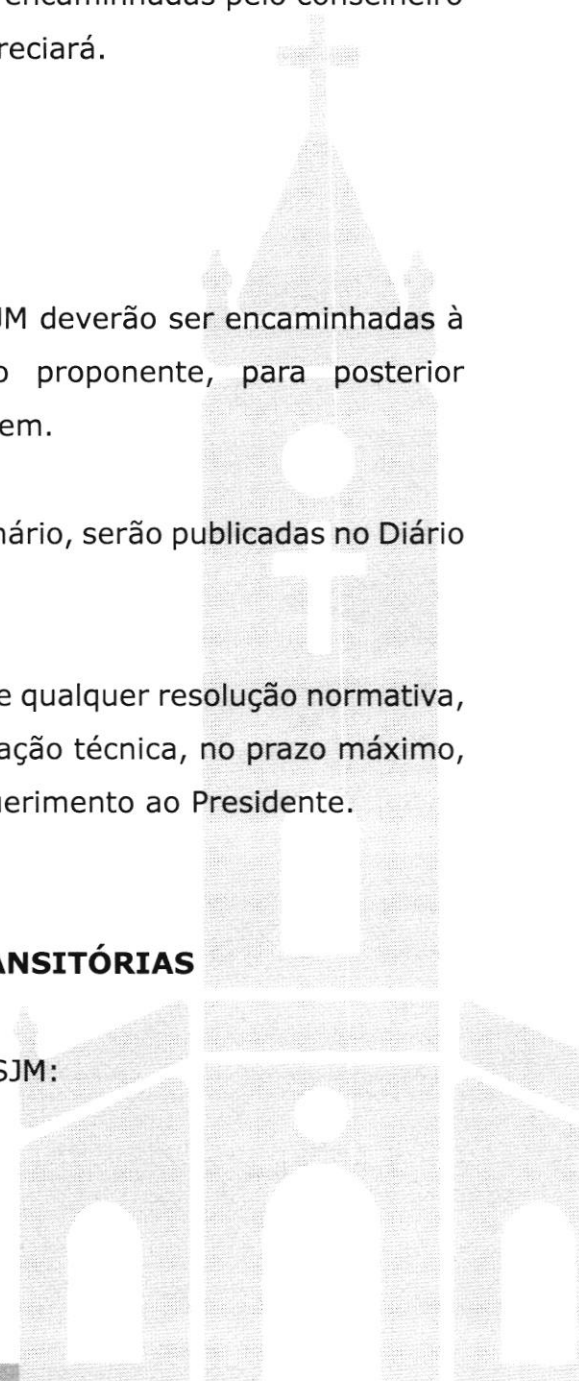 encaminhadas pelo conselheiro
reciará.
JM deverão ser encaminhadas à
o proponente, para posterior
em.
nário, serão publicadas no Diário
e qualquer resolução normativa,
ação técnica, no prazo máximo,
uerimento ao Presidente.
ANSITÓRIAS
SJM: